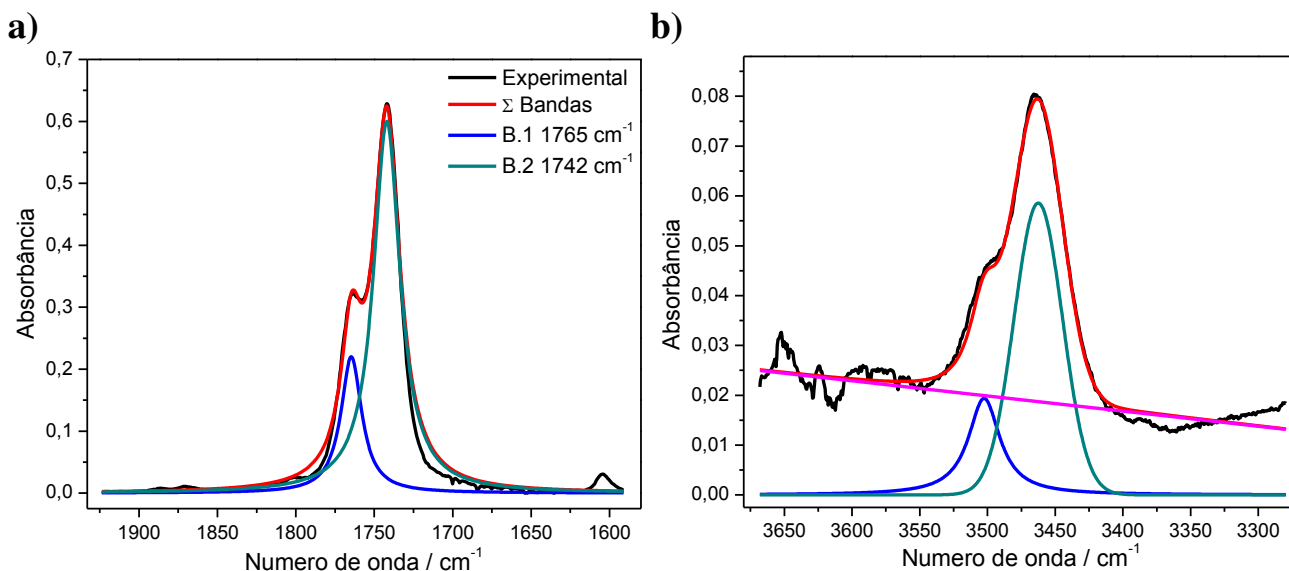 a)
0,7
0,6
0,5
0,4
0,3
0,2
0,1
0,0
Absorbância
Experimental
Σ Bandas
B.1 1765 cm⁻¹
B.2 1742 cm⁻¹
1900 1850 1800 1750 1700 1650 1600
Numero de onda / cm⁻¹
b)
0,08
0,07
0,06
0,05
0,04
0,03
0,02
0,01
0,00
Absorbância
3650 3600 3550 3500 3450 3400 3350 3300
Numero de onda / cm⁻¹